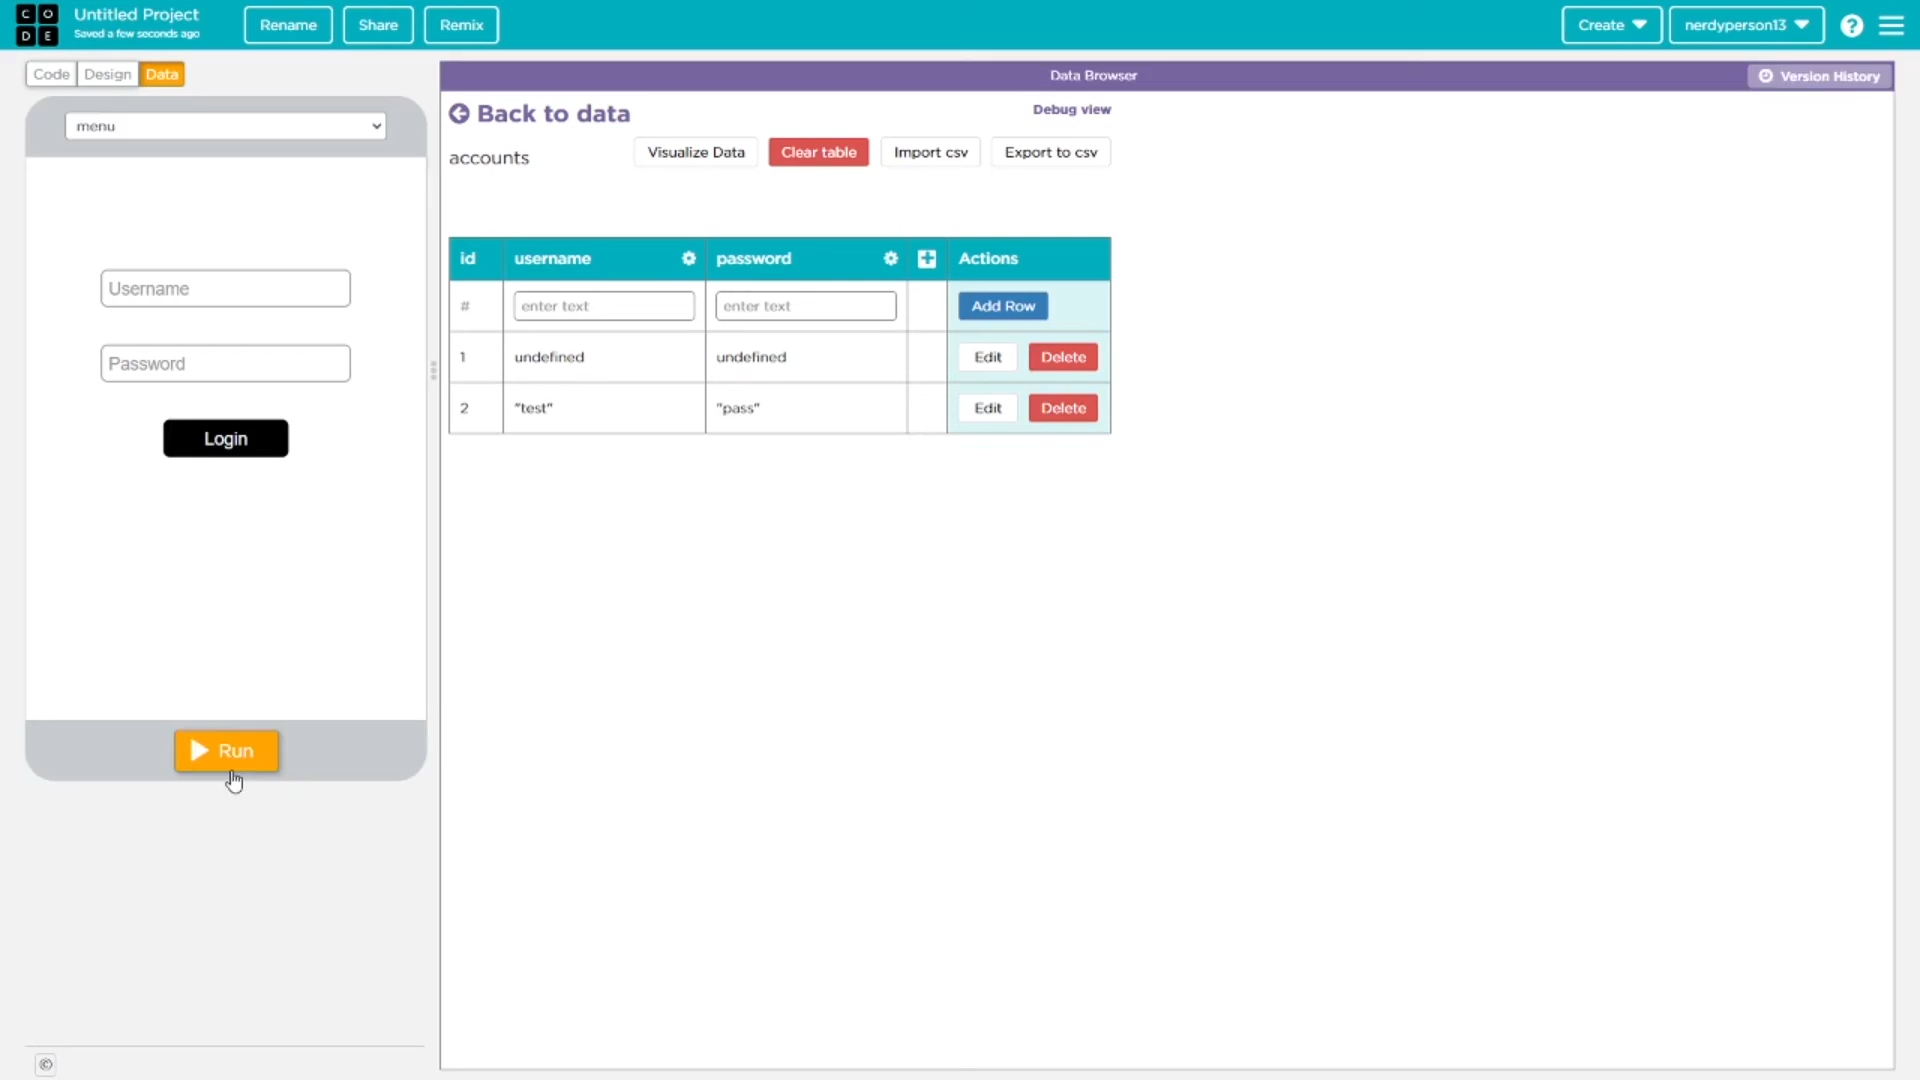 C O
D E
Untitled Project
Saved a few seconds ago
Rename
Share
Remix
Create
nerdyperson13
?
Code
Design
Data
Data Browser
Version History
menu
Back to data
Debug view
accounts
Visualize Data
Clear table
Import csv
Export to csv
id username password Actions
# enter text enter text Add Row
1 undefined undefined Edit Delete
2 "test" "pass" Edit Delete
Username
Password
Login
Run
©